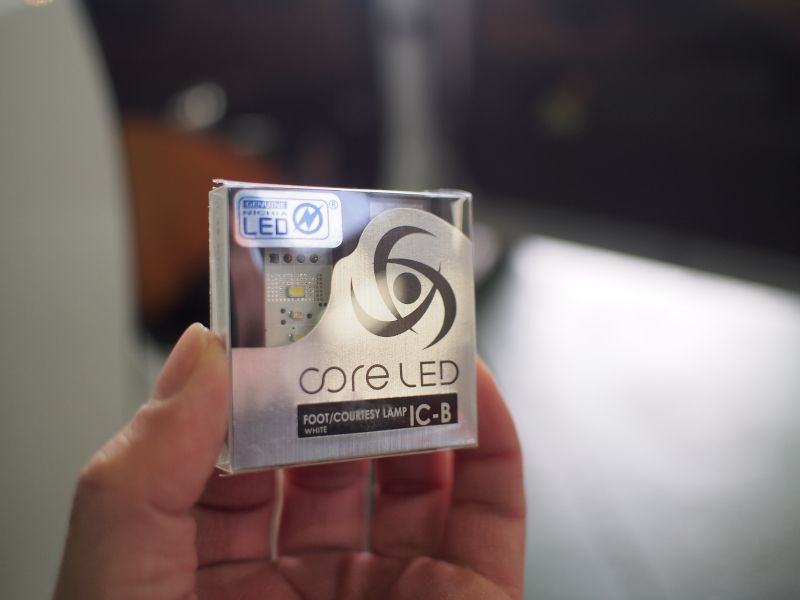 GENUINE
NICHIA
LED ®
core LED
FOOT/COURTESY LAMP IC-B
WHITE